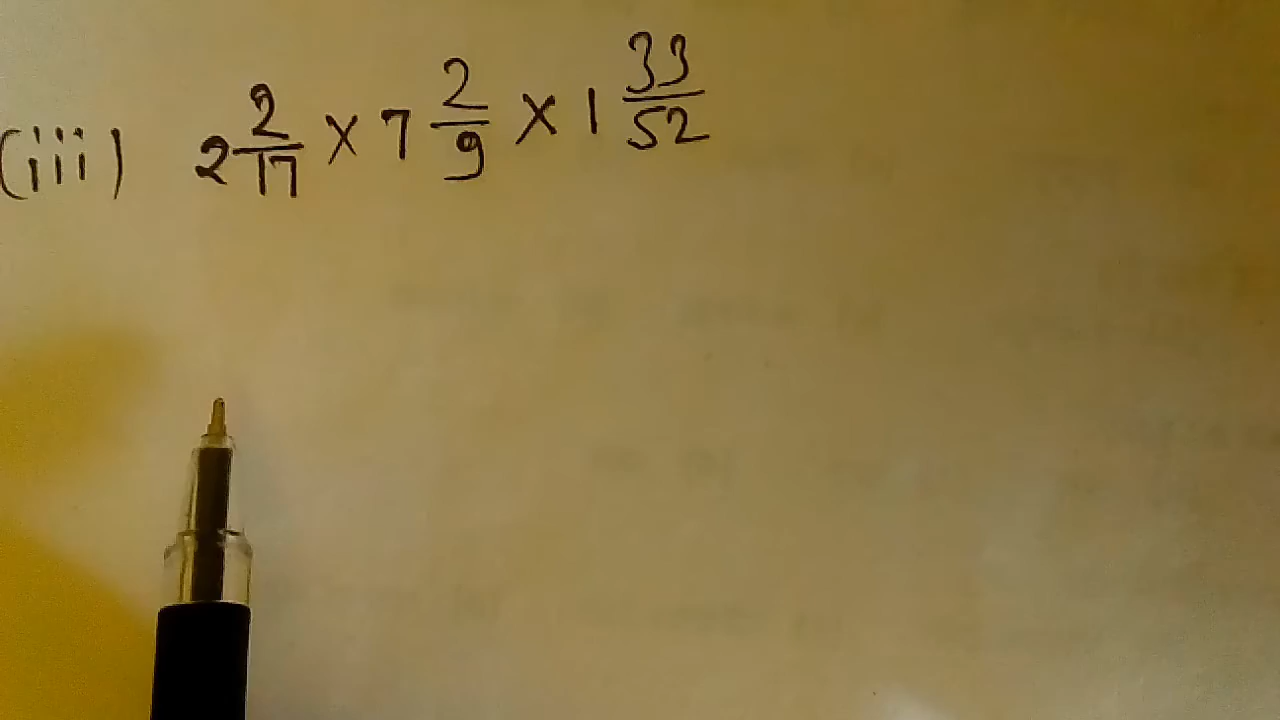 (iii) 2 2/17 × 7 2/9 × 1 33/52